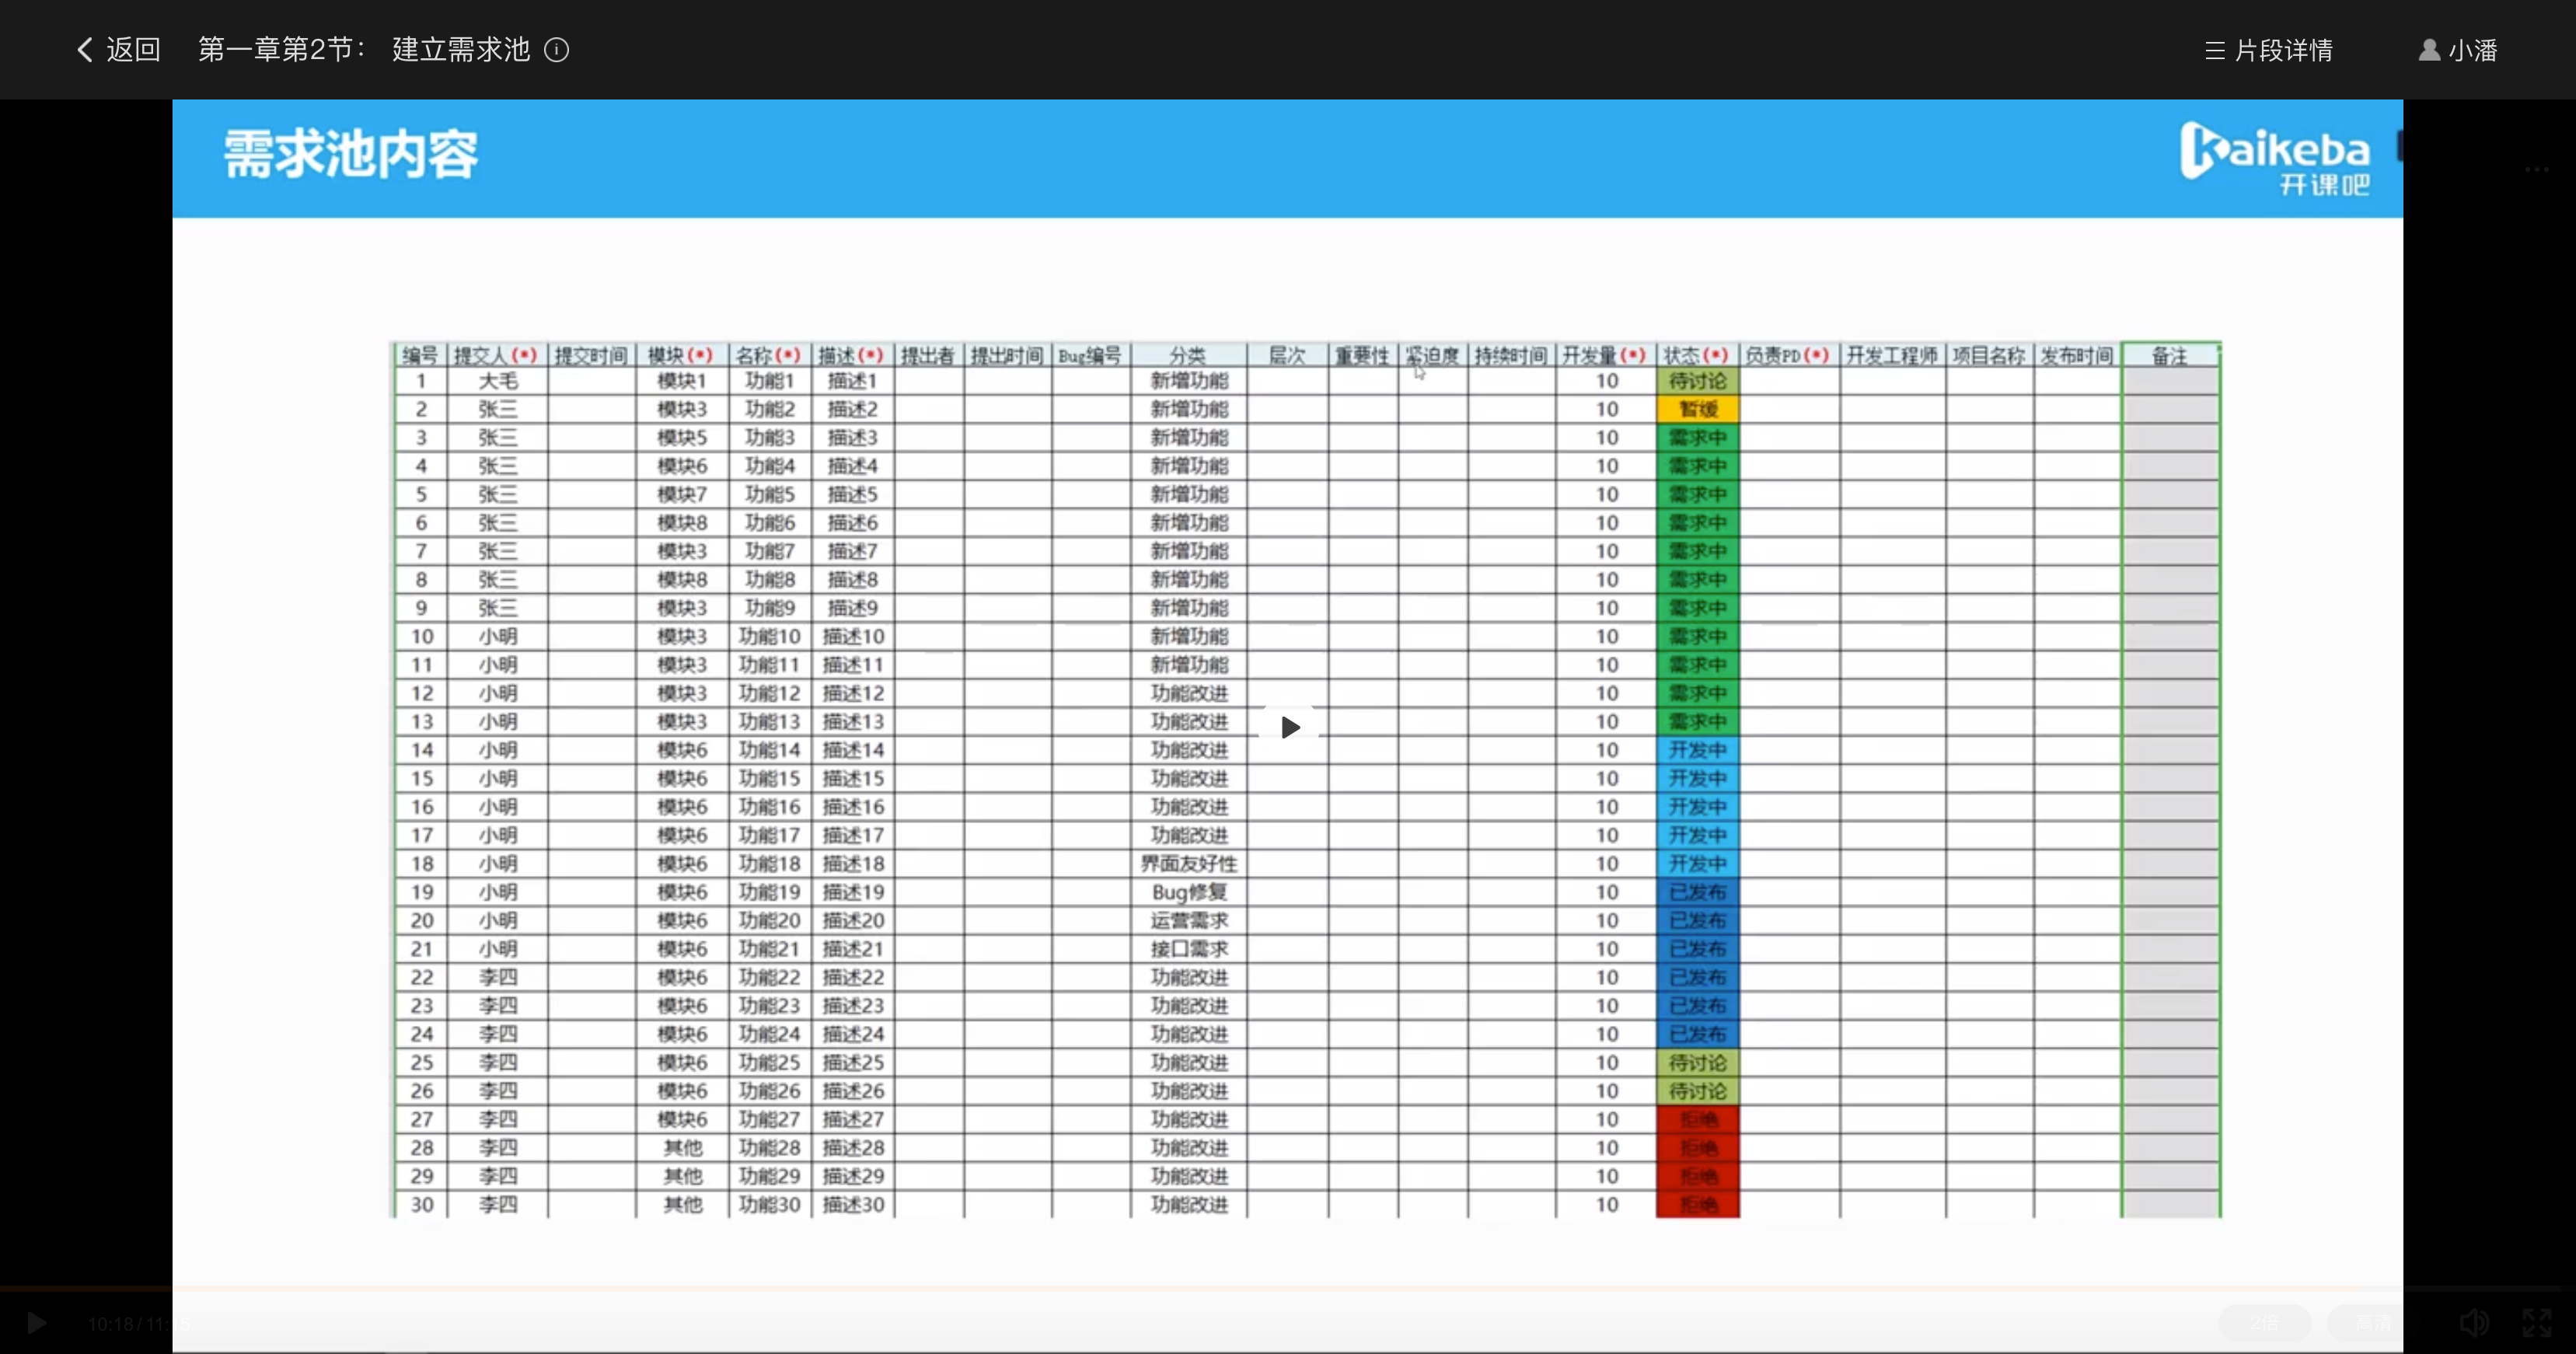 返回 第一章第2节： 建立需求池 片段详情 小潘
需求池内容
Kaikeba
开课吧
编号 提交人(*) 提交时间 模块(*) 名称(*) 描述(*) 提出者 提出时间 Bug编号 分类 层次 重要性 紧迫度 持续时间 开发量(*) 状态(*) 负责PD(*) 开发工程师 项目名称 发布时间 备注
1 大毛 模块1 功能1 描述1 新增功能 10 待讨论
2 张三 模块3 功能2 描述2 新增功能 10 暂缓
3 张三 模块5 功能3 描述3 新增功能 10 需求中
4 张三 模块6 功能4 描述4 新增功能 10 需求中
5 张三 模块7 功能5 描述5 新增功能 10 需求中
6 张三 模块8 功能6 描述6 新增功能 10 需求中
7 张三 模块3 功能7 描述7 新增功能 10 需求中
8 张三 模块8 功能8 描述8 新增功能 10 需求中
9 张三 模块3 功能9 描述9 新增功能 10 需求中
10 小明 模块3 功能10 描述10 新增功能 10 需求中
11 小明 模块3 功能11 描述11 新增功能 10 需求中
12 小明 模块3 功能12 描述12 功能改进 10 需求中
13 小明 模块3 功能13 描述13 功能改进 10 需求中
14 小明 模块6 功能14 描述14 功能改进 10 开发中
15 小明 模块6 功能15 描述15 功能改进 10 开发中
16 小明 模块6 功能16 描述16 功能改进 10 开发中
17 小明 模块6 功能17 描述17 功能改进 10 开发中
18 小明 模块6 功能18 描述18 界面友好性 10 开发中
19 小明 模块6 功能19 描述19 Bug修复 10 已发布
20 小明 模块6 功能20 描述20 运营需求 10 已发布
21 小明 模块6 功能21 描述21 接口需求 10 已发布
22 李四 模块6 功能22 描述22 功能改进 10 已发布
23 李四 模块6 功能23 描述23 功能改进 10 已发布
24 李四 模块6 功能24 描述24 功能改进 10 已发布
25 李四 模块6 功能25 描述25 功能改进 10 待讨论
26 李四 模块6 功能26 描述26 功能改进 10 待讨论
27 李四 模块6 功能27 描述27 功能改进 10 拒绝
28 李四 其他 功能28 描述28 功能改进 10 拒绝
29 李四 其他 功能29 描述29 功能改进 10 拒绝
30 李四 其他 功能30 描述30 功能改进 10 拒绝
10:18/11: